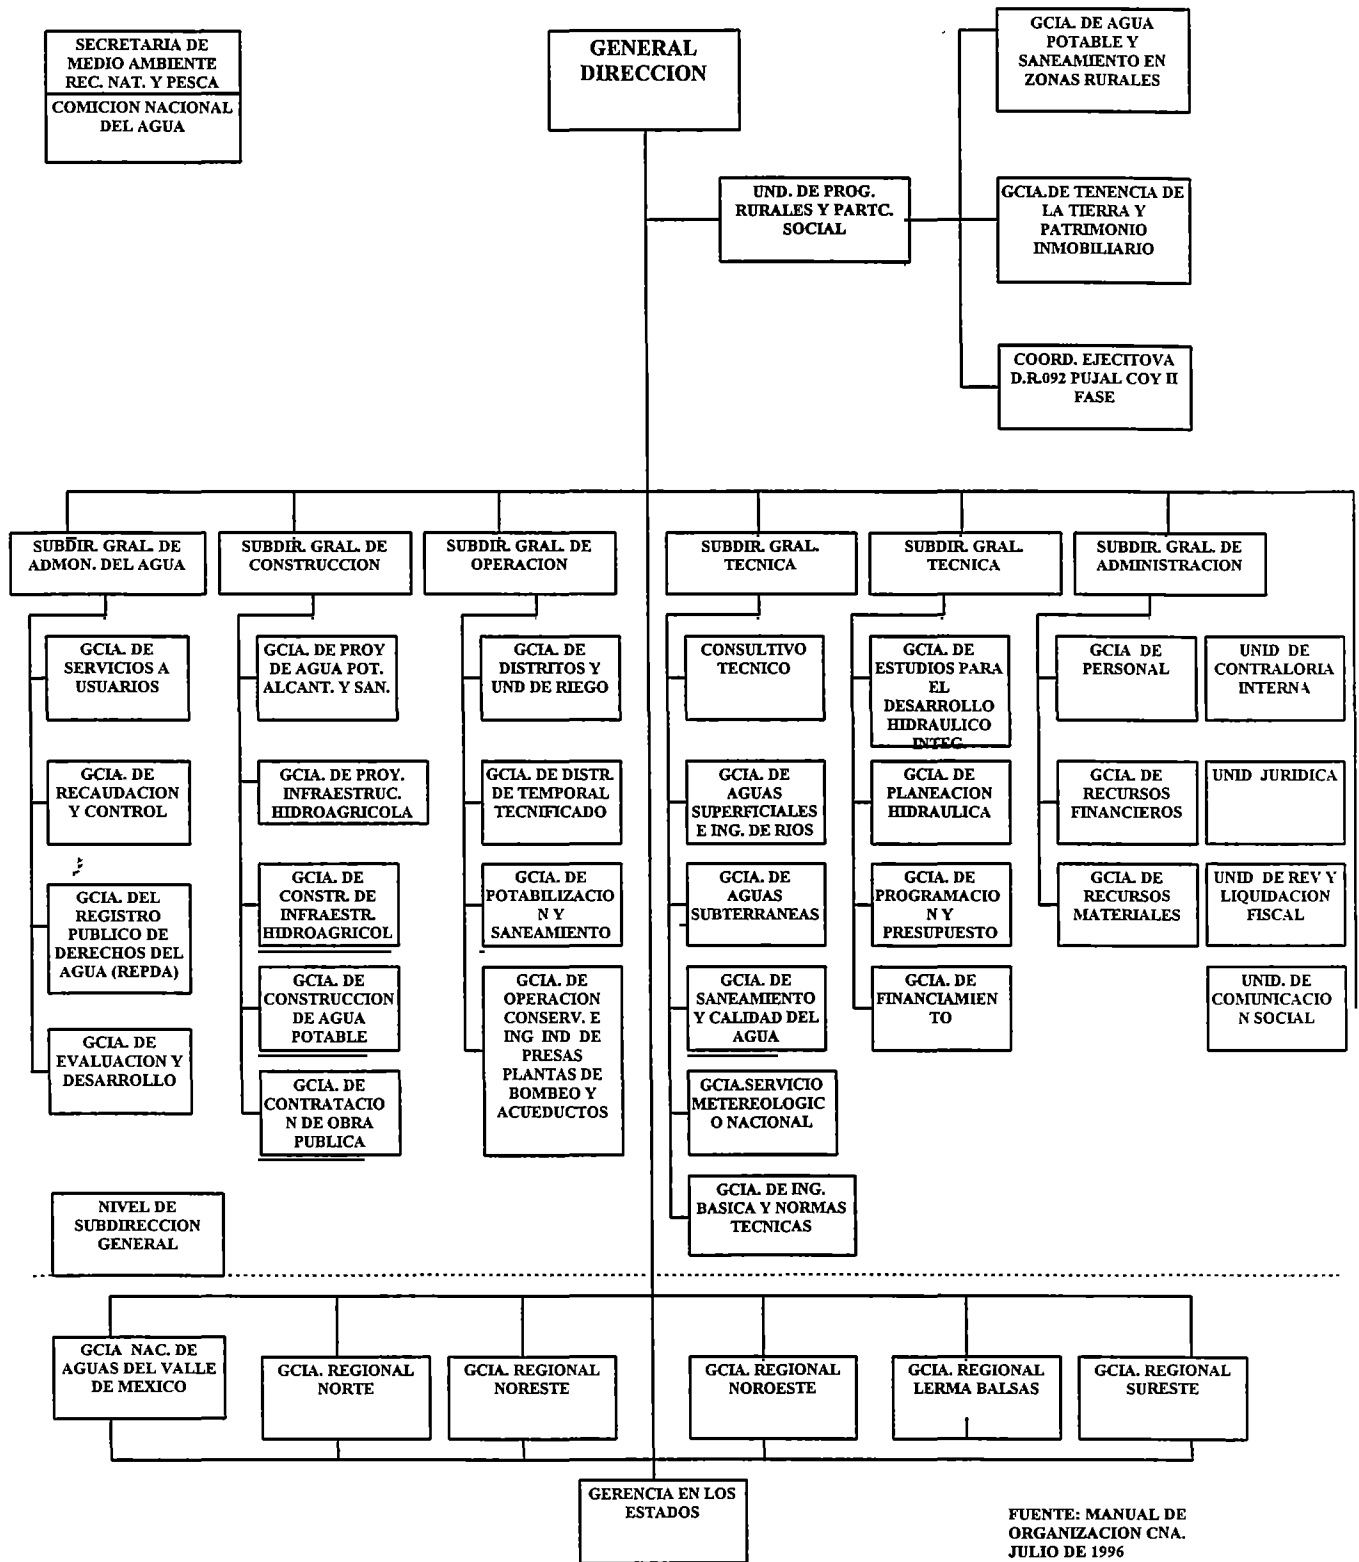 SECRETARIA DE
MEDIO AMBIENTE
REC. NAT. Y PESCA
COMICION NACIONAL
DEL AGUA
GENERAL
DIRECCION
GCIA. DE AGUA
POTABLE Y
SANEAMIENTO EN
ZONAS RURALES
UND. DE PROG.
RURALES Y PARTC.
SOCIAL
GCIA.DE TENENCIA DE
LA TIERRA Y
PATRIMONIO
INMOBILIARIO
COORD. EJECITOVA
D.R.092 PUJAL COY II
FASE
SUBDIR. GRAL. DE
ADMON. DEL AGUA
SUBDIR. GRAL. DE
CONSTRUCCION
SUBDIR. GRAL. DE
OPERACION
SUBDIR. GRAL.
TECNICA
SUBDIR. GRAL.
TECNICA
SUBDIR. GRAL. DE
ADMINISTRACION
GCIA. DE
SERVICIOS A
USUARIOS
GCIA. DE PROY
DE AGUA POT.
ALCANT. Y SAN.
GCIA. DE
DISTRITOS Y
UND DE RIEGO
CONSULTIVO
TECNICO
GCIA. DE
ESTUDIOS PARA
EL
DESARROLLO
HIDRAULICO
INTEG.
GCIA DE
PERSONAL
UNID DE
CONTRALORIA
INTERNA
GCIA. DE
RECAUDACION
Y CONTROL
GCIA. DE PROY.
INFRAESTRUC.
HIDROAGRICOLA
GCIA. DE DISTR.
DE TEMPORAL
TECNIFICADO
GCIA. DE
AGUAS
SUPERFICIALES
E ING. DE RIOS
GCIA. DE
PLANEACION
HIDRAULICA
GCIA. DE
RECURSOS
FINANCIEROS
UNID JURIDICA
GCIA. DEL
REGISTRO
PUBLICO DE
DERECHOS DEL
AGUA (REPDA)
GCIA. DE
CONSTR. DE
INFRAESTR.
HIDROAGRICOL
GCIA. DE
POTABILIZACIO
N Y
SANEAMIENTO
GCIA. DE
AGUAS
SUBTERRANEAS
GCIA. DE
PROGRAMACIO
N Y
PRESUPUESTO
GCIA. DE
RECURSOS
MATERIALES
UNID DE REV Y
LIQUIDACION
FISCAL
GCIA. DE
EVALUACION Y
DESARROLLO
GCIA. DE
CONSTRUCCION
DE AGUA
POTABLE
GCIA. DE
OPERACION
CONSERV. E
ING IND DE
PRESAS
PLANTAS DE
BOMBEO Y
ACUEDUCTOS
GCIA. DE
SANEAMIENTO
Y CALIDAD DEL
AGUA
GCIA. DE
FINANCIAMIEN
TO
UNID. DE
COMUNICACIO
N SOCIAL
GCIA. DE
CONTRATACIO
N DE OBRA
PUBLICA
GCIA.SERVICIO
METEREOLOGIC
O NACIONAL
GCIA. DE ING.
BASICA Y NORMAS
TECNICAS
NIVEL DE
SUBDIRECCION
GENERAL
GCIA NAC. DE
AGUAS DEL VALLE
DE MEXICO
GCIA. REGIONAL
NORTE
GCIA. REGIONAL
NORESTE
GCIA. REGIONAL
NOROESTE
GCIA. REGIONAL
LERMA BALSAS
GCIA. REGIONAL
SURESTE
GERENCIA EN LOS
ESTADOS
FUENTE: MANUAL DE
ORGANIZACION CNA.
JULIO DE 1996